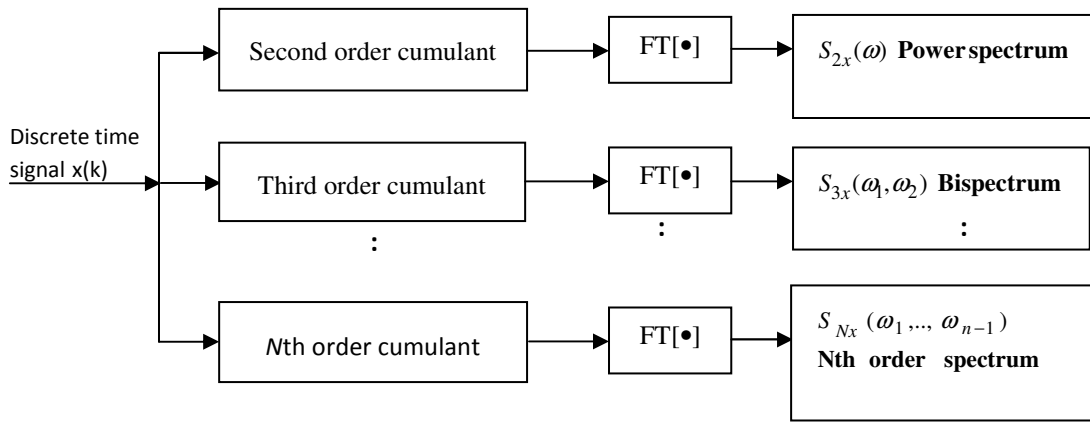 Second order cumulant
FT[•]
S2x(ω) Power spectrum
Discrete time
signal x(k)
Third order cumulant
FT[•]
S3x(ω1,ω2) Bispectrum
:
:
:
Nth order cumulant
FT[•]
SNx (ω1,.., ωn−1)
Nth order spectrum